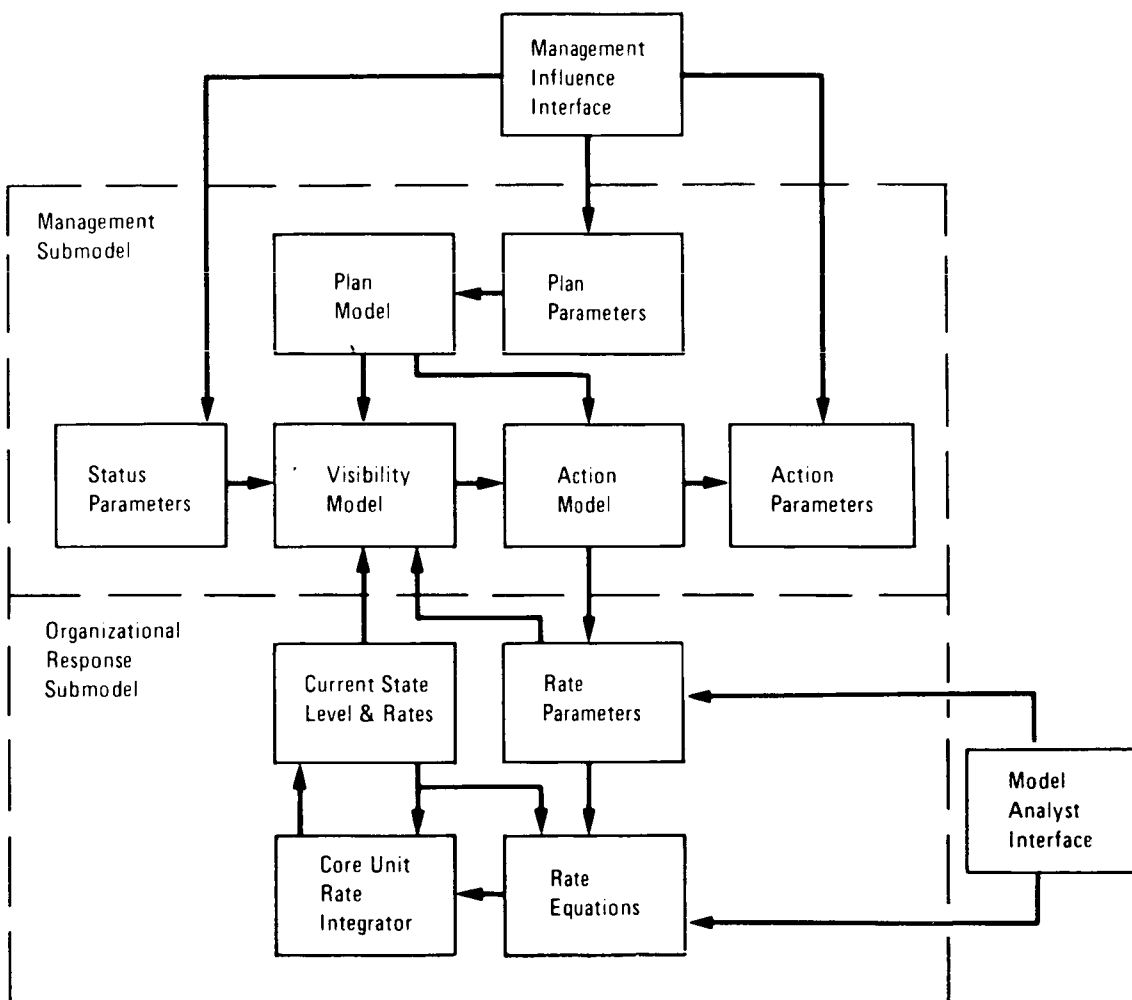 Management
Influence
Interface
Management
Submodel
Plan
Model
Plan
Parameters
Status
Parameters
Visibility
Model
Action
Model
Action
Parameters
Organizational
Response
Submodel
Current State
Level & Rates
Rate
Parameters
Model
Analyst
Interface
Core Unit
Rate
Integrator
Rate
Equations